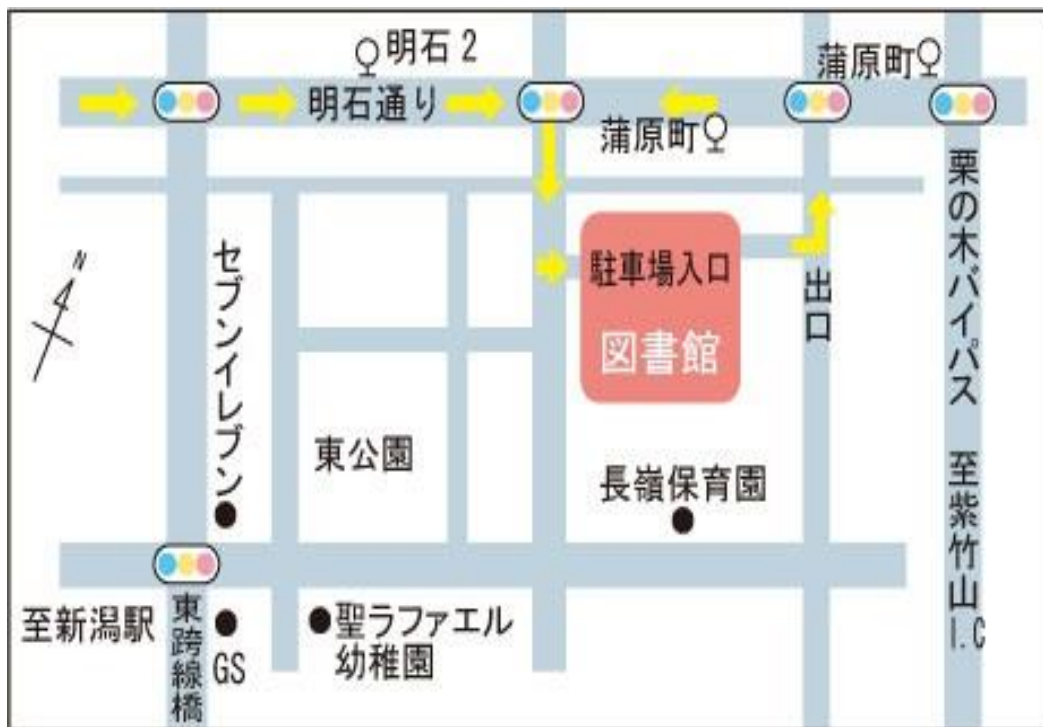 明石2
蒲原町
明石通り
蒲原町
N
セブンイレブン
駐車場入口
図書館
出口
栗の木バイパス 至紫竹山I.C
東公園
長嶺保育園
至新潟駅
東跨線橋
GS
聖ラファエル
幼稚園